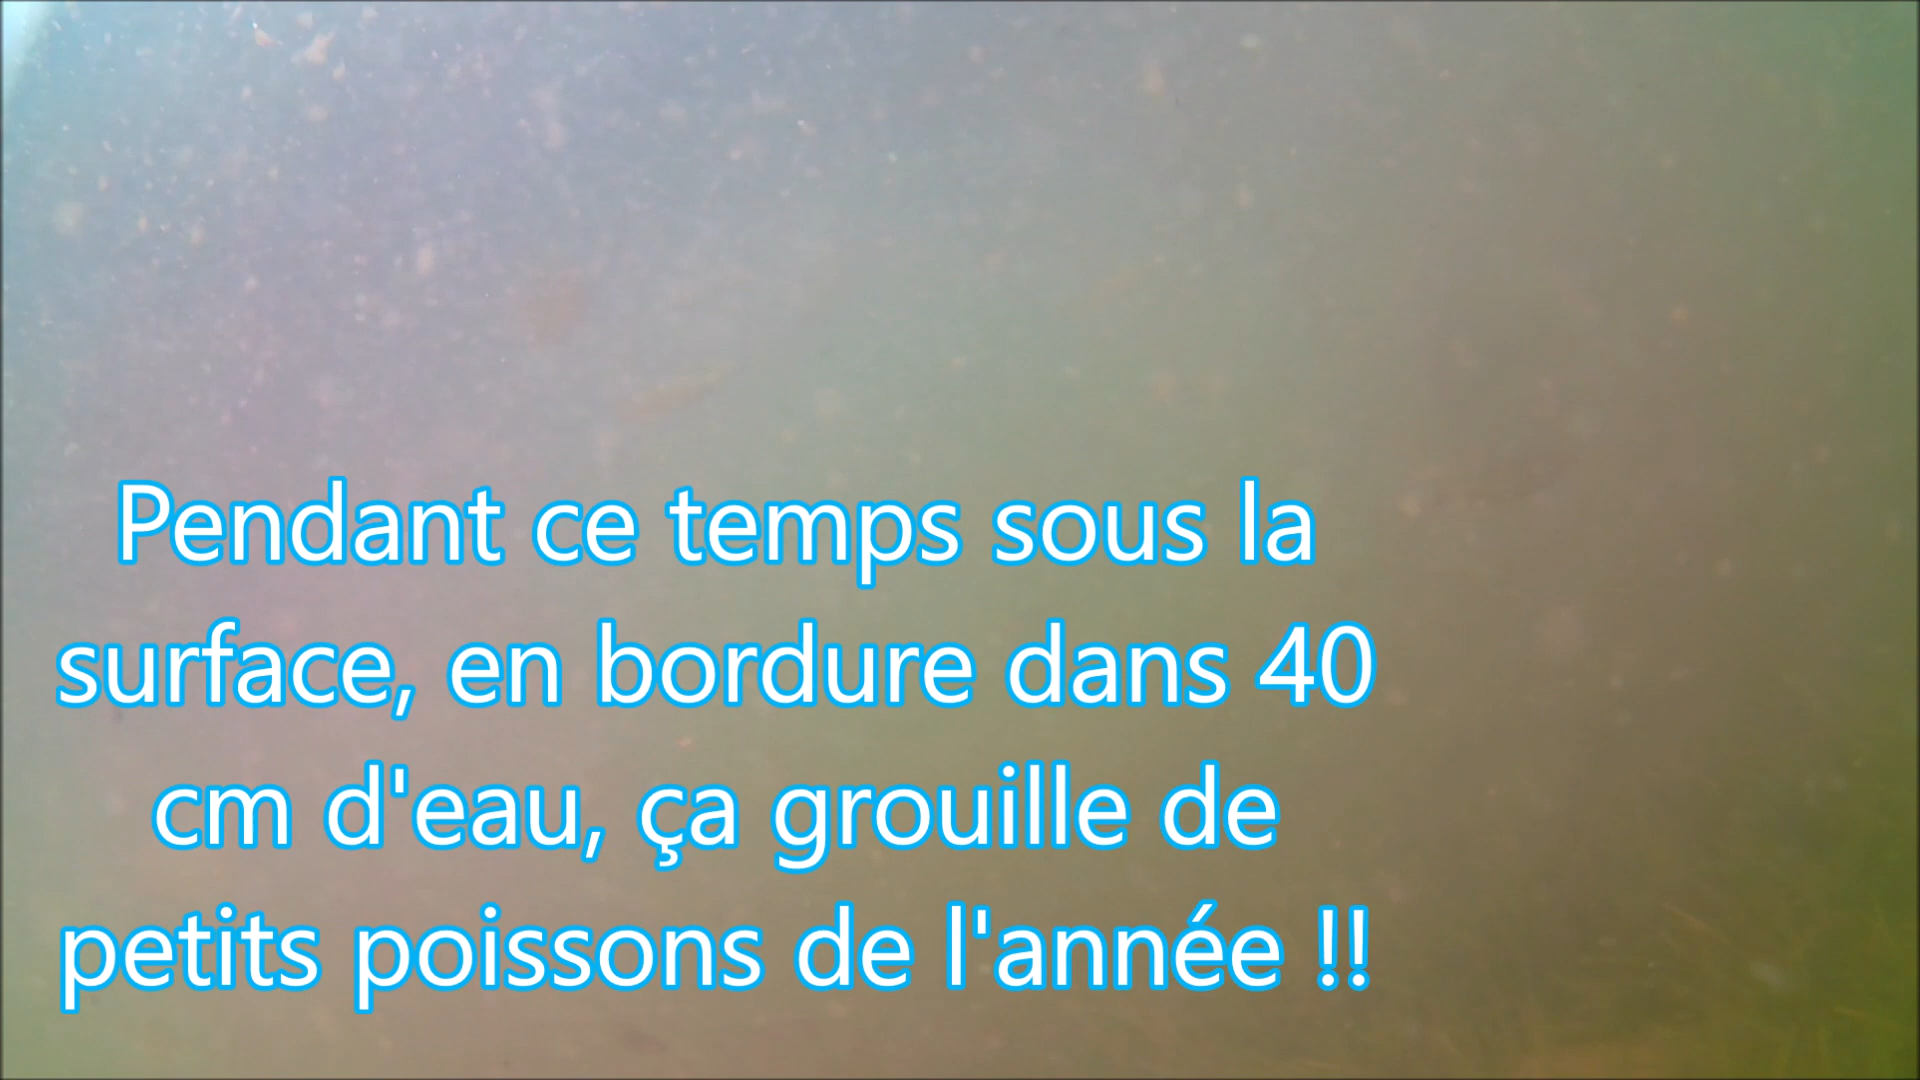 Pendant ce temps sous la
surface, en bordure dans 40
cm d'eau, ça grouille de
petits poissons de l'année !!